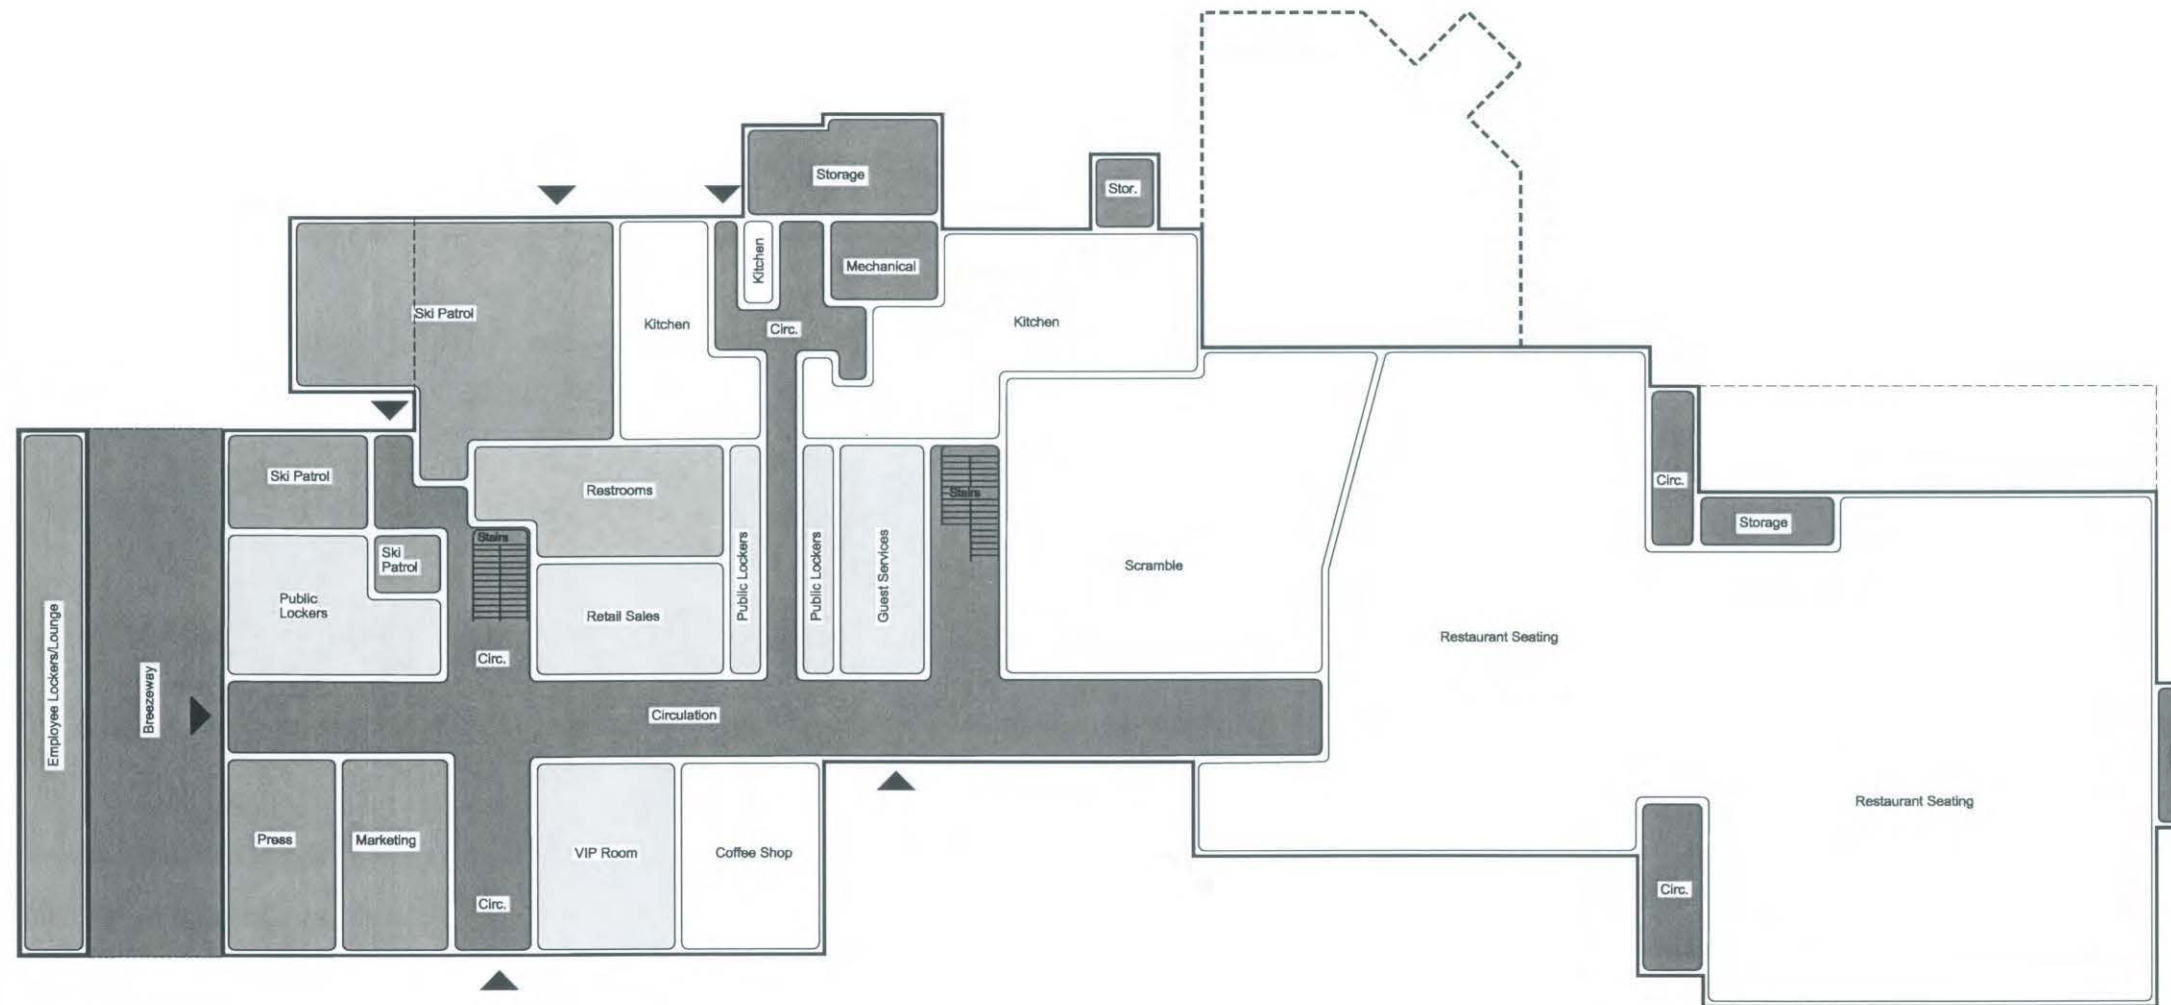 Storage
Stor.
Kitchen
Mechanical
Ski Patrol
Kitchen
Circ.
Kitchen
Ski Patrol
Restrooms
Stairs
Circ.
Storage
Stairs
Ski
Patrol
Public
Lockers
Retail Sales
Public Lockers
Public Lockers
Guest Services
Scramble
Employee Lockers/Lounge
Breezeway
Circ.
Restaurant Seating
Circulation
Restaurant Seating
Press
Marketing
VIP Room
Coffee Shop
Circ.
Circ.